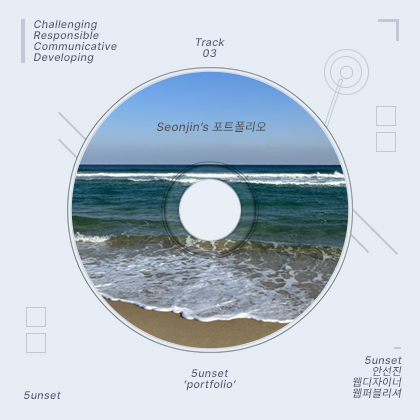 Challenging
Responsible
Communicative
Developing
Track
03
Seonjin's 포트폴리오
5unset
'portfolio'
5unset
5unset
안선진
웹디자이너
웹퍼블리셔